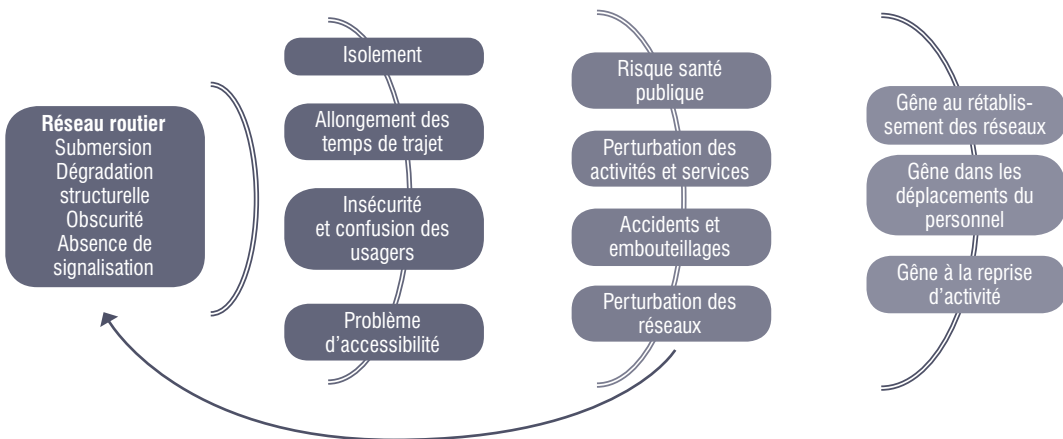 Réseau routier
Submersion
Dégradation
structurelle
Obscurité
Absence de
signalisation
Isolement
Allongement des
temps de trajet
Insécurité
et confusion des
usagers
Problème
d’accessibilité
Risque santé
publique
Perturbation des
activités et services
Accidents et
embouteillages
Perturbation des
réseaux
Gêne au rétablis-
sement des réseaux
Gêne dans les
déplacements du
personnel
Gêne à la reprise
d’activité